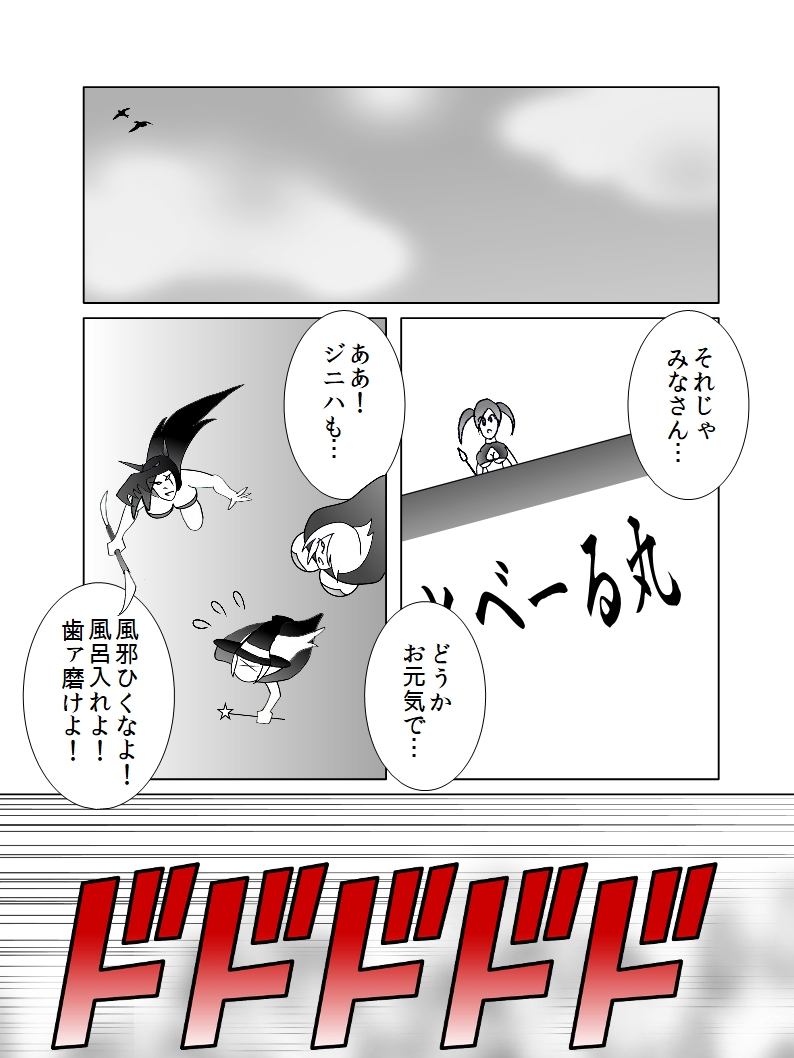 それじゃ
みなさん…
べーる丸
どうか
お元気で…
ああ！
ジニハも…
風邪ひくなよ！
風呂入れよ！
歯ァ磨けよ！
ドドドドド